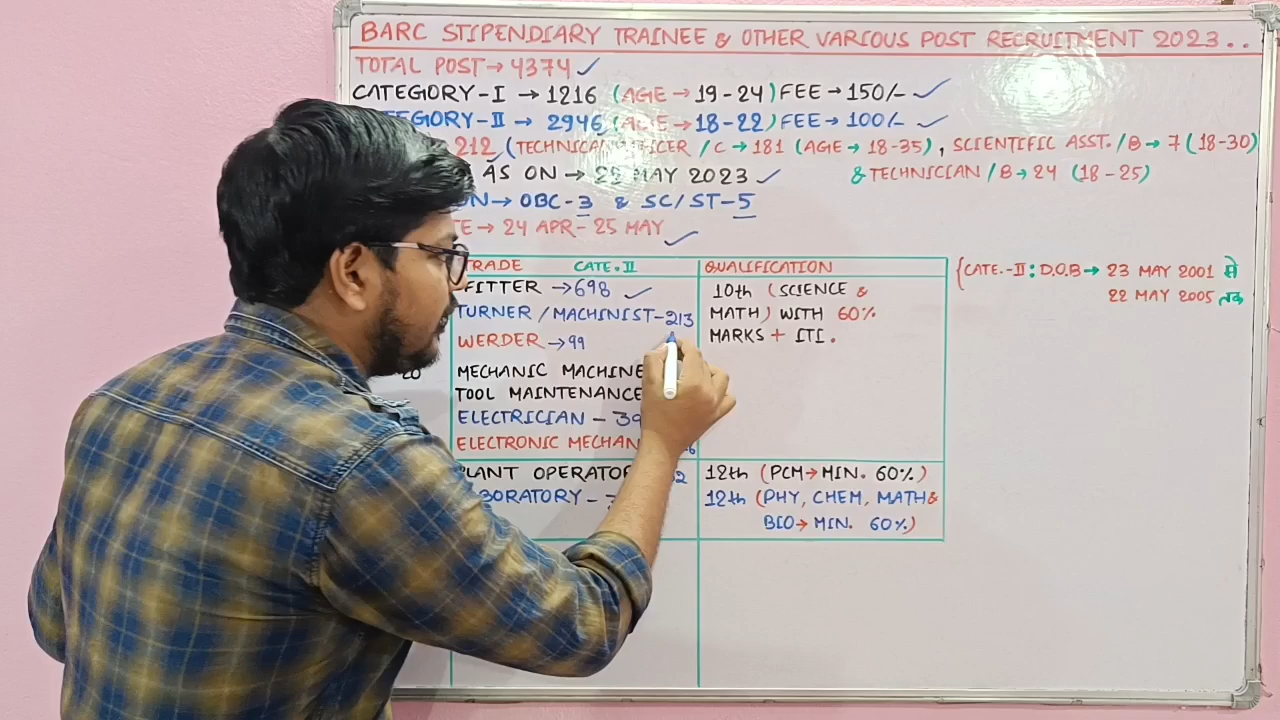 BARC STIPENDIARY TRAINEE & OTHER VARIOUS POST RECRUITMENT 2023..
TOTAL POST→4374✓
CATEGORY-I → 1216 (AGE→19-24) FEE→150/- ✓
CATEGORY-II → 2946 (AGE→18-22) FEE→100/- ✓
212 (TECHNICAL OFFICER /C→181 (AGE→18-35), SCIENTIFIC ASST./B→7 (18-30)
& TECHNICIAN/B→24 (18-25)
AS ON→22 MAY 2023 ✓
→ OBC-3 & SC/ST-5
→ 24 APR-25 MAY ✓
TRADE CATE.II QUALIFICATION
FITTER →698 ✓ 10th (SCIENCE &
TURNER/MACHINIST-213 MATH) WITH 60%
WERDER →99 MARKS + ITI.
MECHANIC MACHINE
TOOL MAINTENANCE
ELECTRICIAN -
ELECTRONIC
PLANT OPERATOR 12th (PCM→MIN. 60%)
12th (PHY, CHEM, MATH &
BIO→MIN. 60%)
{CATE.-II: D.O.B→ 23 MAY 2001 से
22 MAY 2005 तक